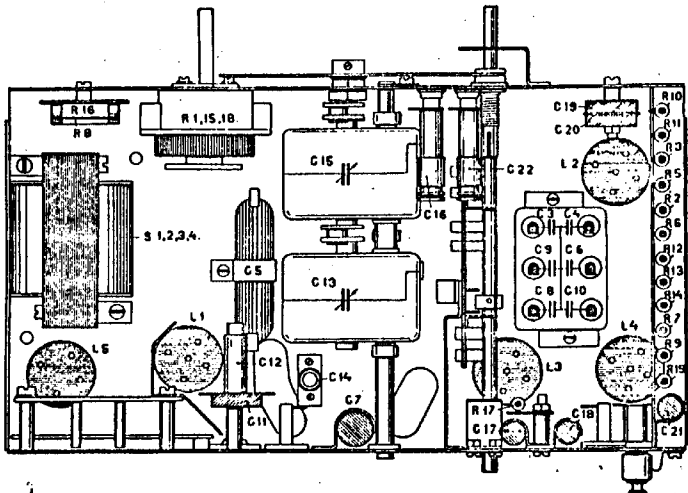 R16
R8
R1,15,18.
C15
C16
C22
C19
C20
L2
R10
R11
R3
R5
R2
R6
R12
R13
R14
R7
R9
R19
S 1,2,3,4.
C5
C13
C3 C4
C9 C6
C8 C10
L5
L1
C12
C11
C14
C7
L3
L4
R17
C17
C18
C21